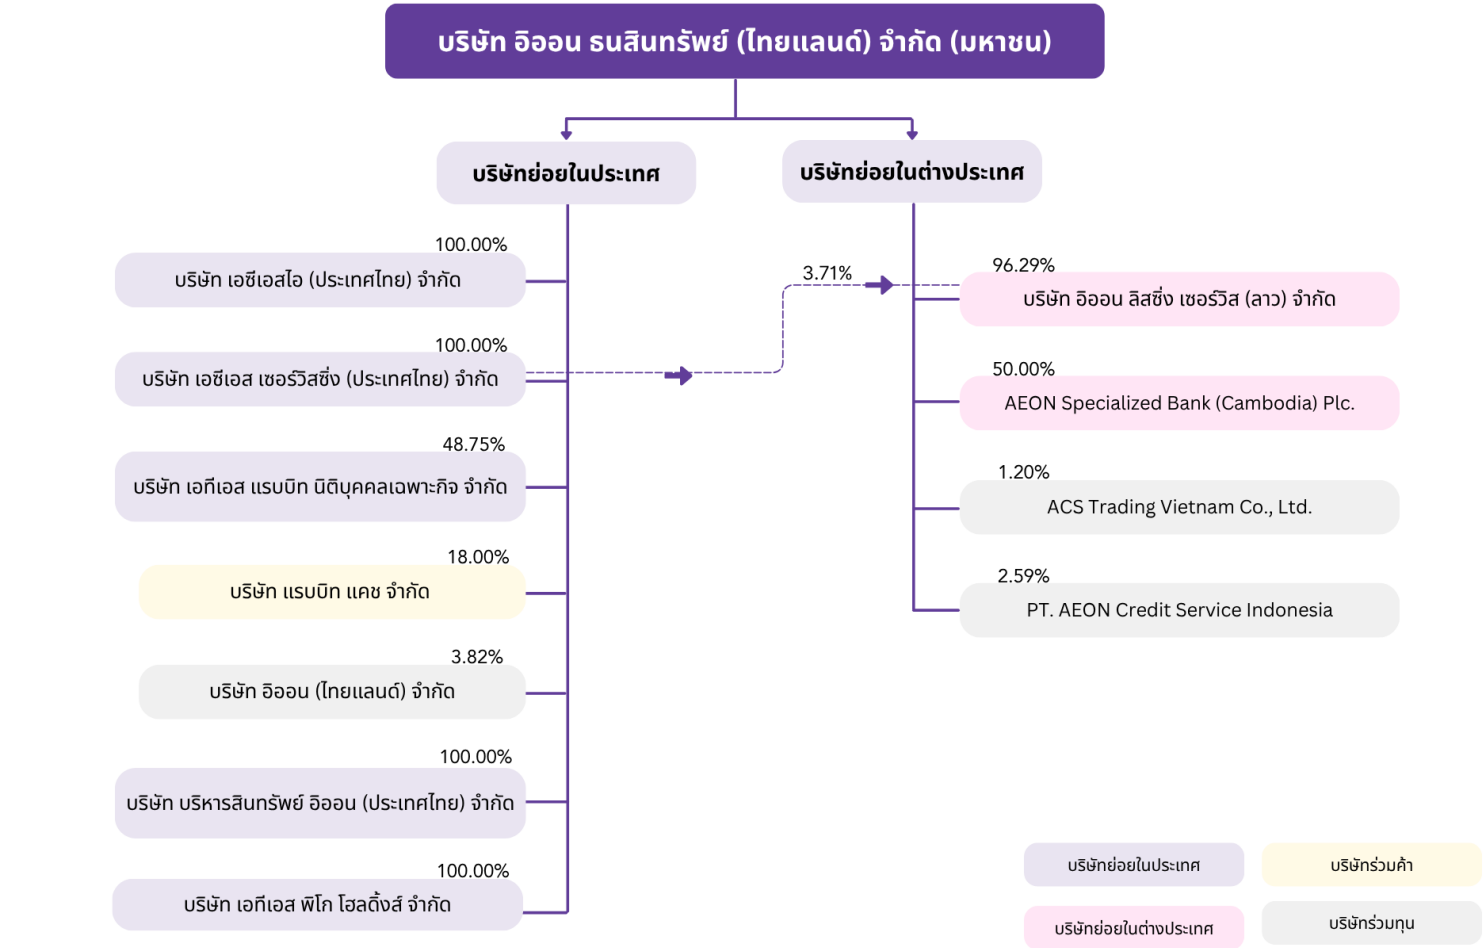 บริษัท อิออน ธนสินทรัพย์ (ไทยแลนด์) จำกัด (มหาชน)
บริษัทย่อยในประเทศ
100.00%
บริษัท เอซีเอสไอ (ประเทศไทย) จำกัด
100.00%
บริษัท เอซีเอส เซอร์วิสซิ่ง (ประเทศไทย) จำกัด
48.75%
บริษัท เอทีเอส แรบบิท นิติบุคคลเฉพาะกิจ จำกัด
18.00%
บริษัท แรบบิท แคช จำกัด
3.82%
บริษัท อิออน (ไทยแลนด์) จำกัด
100.00%
บริษัท บริหารสินทรัพย์ อิออน (ประเทศไทย) จำกัด
100.00%
บริษัท เอทีเอส พิโก โฮลดิ้งส์ จำกัด
บริษัทย่อยในต่างประเทศ
3.71%
96.29%
บริษัท อิออน ลิสซิ่ง เซอร์วิส (ลาว) จำกัด
50.00%
AEON Specialized Bank (Cambodia) Plc.
1.20%
ACS Trading Vietnam Co., Ltd.
2.59%
PT. AEON Credit Service Indonesia
บริษัทย่อยในประเทศ
บริษัทร่วมค้า
บริษัทย่อยในต่างประเทศ
บริษัทร่วมทุน